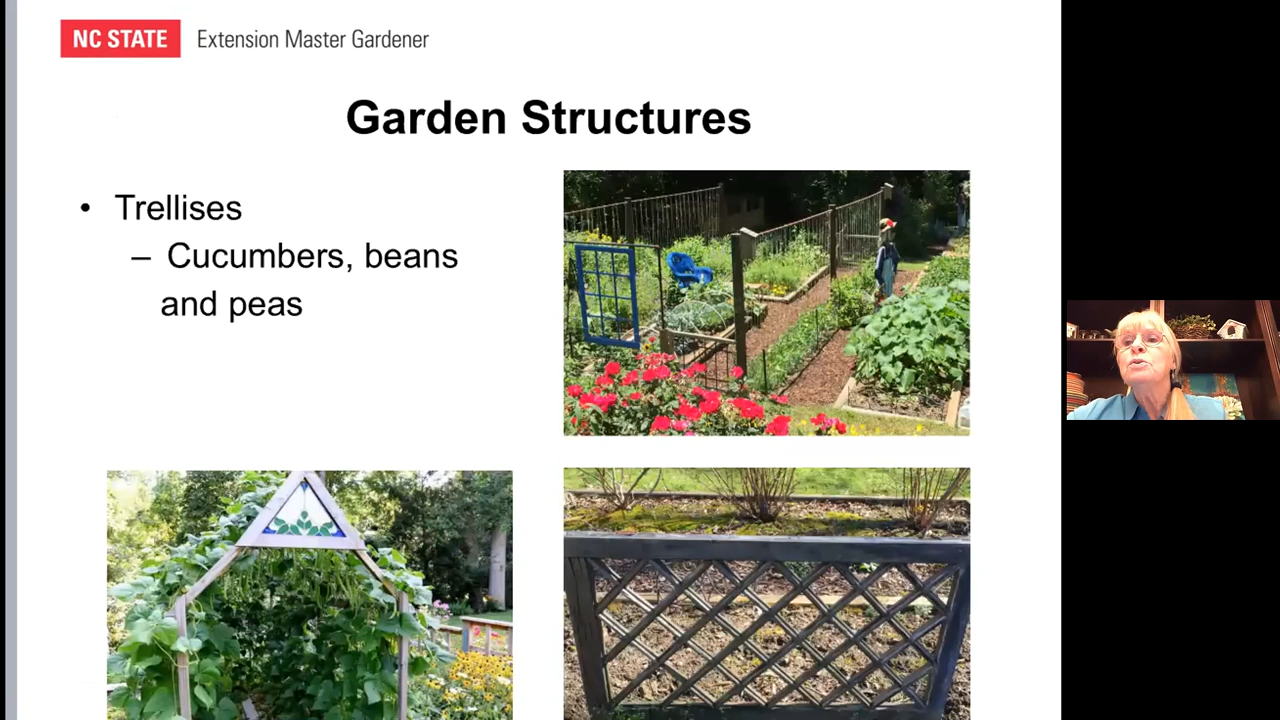 NC STATE Extension Master Gardener
Garden Structures
• Trellises
– Cucumbers, beans
and peas